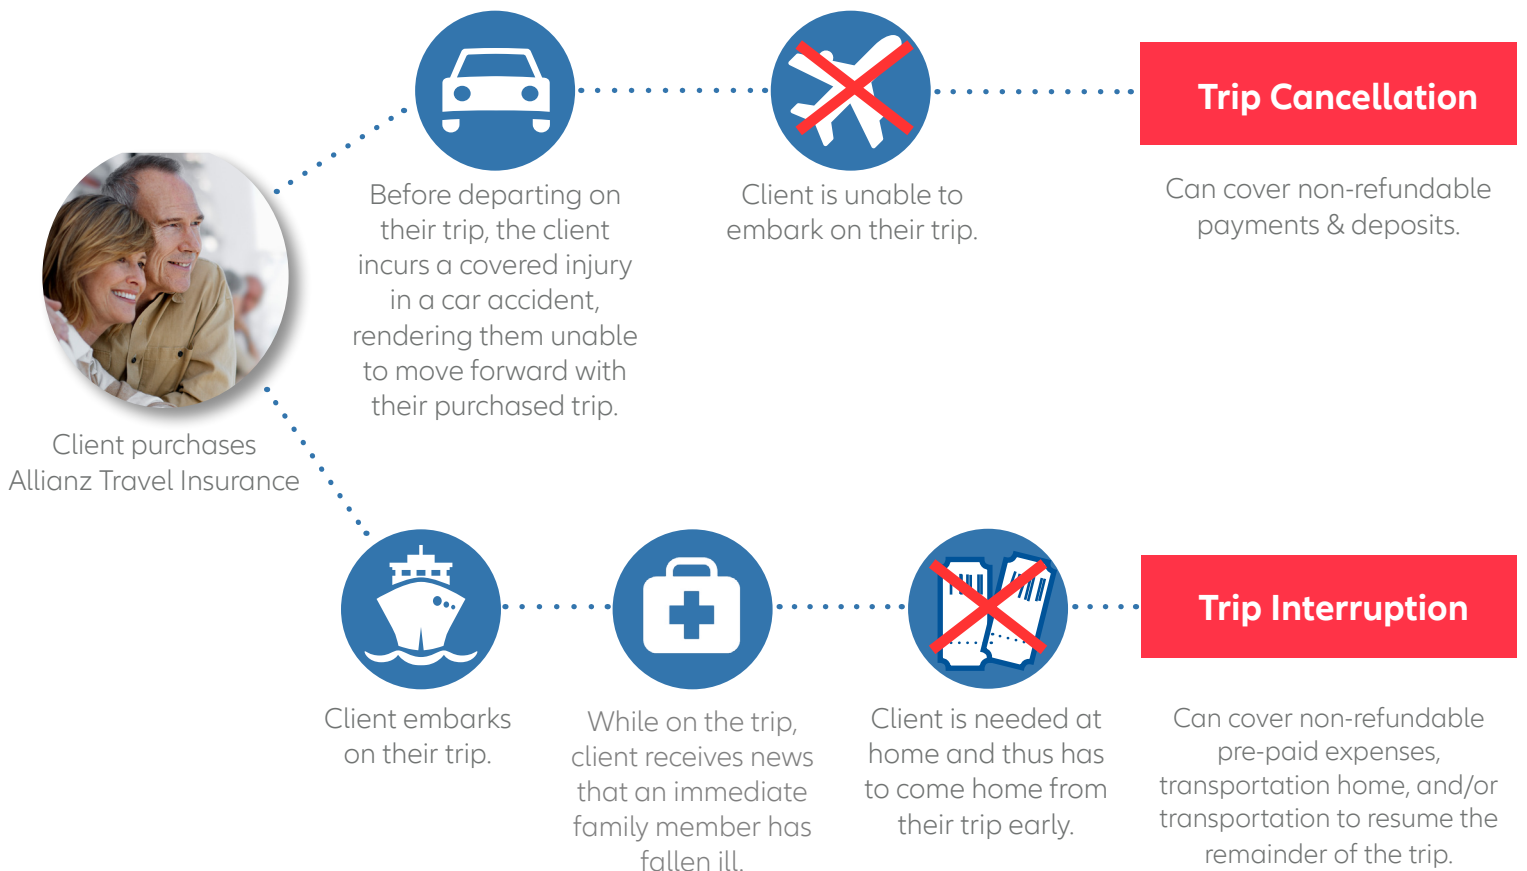 Before departing on
their trip, the client
incurs a covered injury
in a car accident,
rendering them unable
to move forward with
their purchased trip.
Client is unable to
embark on their trip.
Trip Cancellation
Can cover non-refundable
payments & deposits.
Client purchases
Allianz Travel Insurance
Client embarks
on their trip.
While on the trip,
client receives news
that an immediate
family member has
fallen ill.
Client is needed at
home and thus has
to come home from
their trip early.
Trip Interruption
Can cover non-refundable
pre-paid expenses,
transportation home, and/or
transportation to resume the
remainder of the trip.